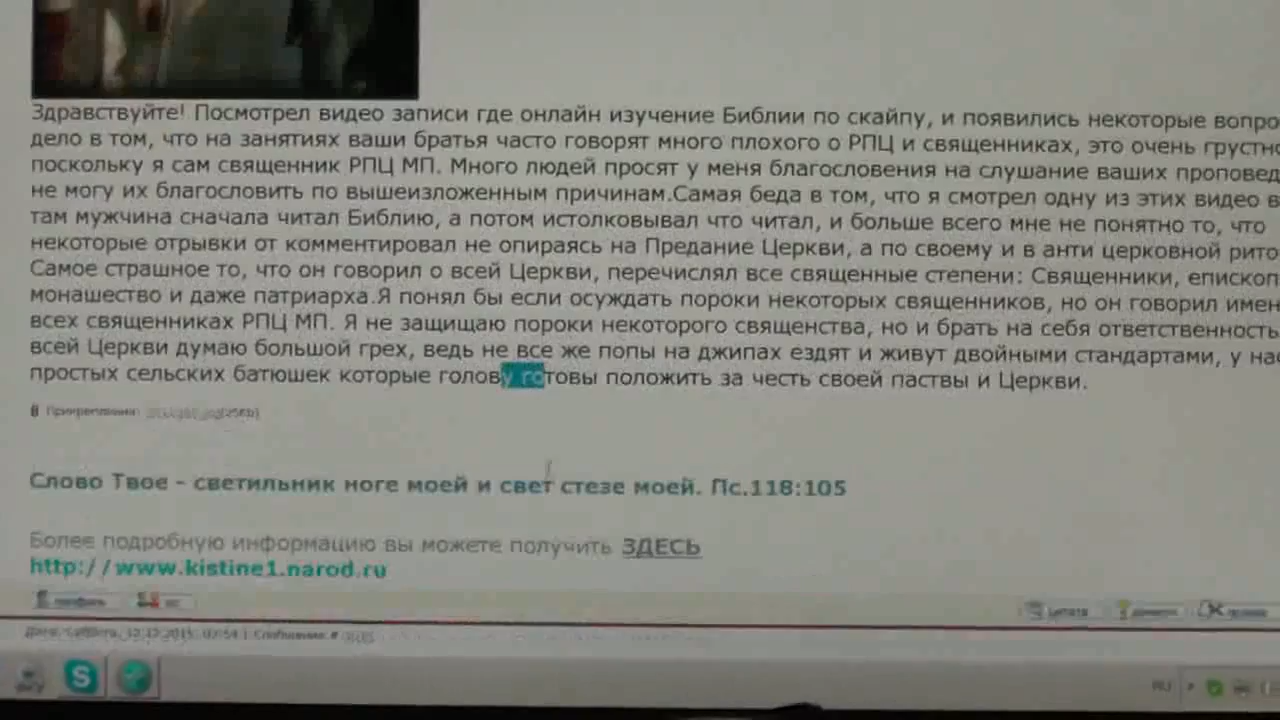 Здравствуйте! Посмотрел видео записи где онлайн изучение Библии по скайпу, и появились некоторые вопро
дело в том, что на занятиях ваши братья часто говорят много плохого о РПЦ и священниках, это очень грустно
поскольку я сам священник РПЦ МП. Много людей просят у меня благословения на слушание ваших проповед
не могу их благословить по вышеизложенным причинам.Самая беда в том, что я смотрел одну из этих видео в
там мужчина сначала читал Библию, а потом истолковывал что читал, и больше всего мне не понятно то, что
некоторые отрывки от комментировал не опираясь на Предание Церкви, а по своему и в анти церковной рито
Самое страшное то, что он говорил о всей Церкви, перечислял все священные степени: Священники, епископ
монашество и даже патриарха.Я понял бы если осуждать пороки некоторых священников, но он говорил имен
всех священниках РПЦ МП. Я не защищаю пороки некоторого священства, но и брать на себя ответственность
всей Церкви думаю большой грех, ведь не все же попы на джипах ездят и живут двойными стандартами, у нас
простых сельских батюшек которые голову готовы положить за честь своей паствы и Церкви.
Прикрепления:
Слово Твое - светильник ноге моей и свет стезе моей. Пс.118:105
Более подробную информацию вы можете получить ЗДЕСЬ
http://www.kistine1.narod.ru
цитата
Дата: Суббота, Сообщение #
RU